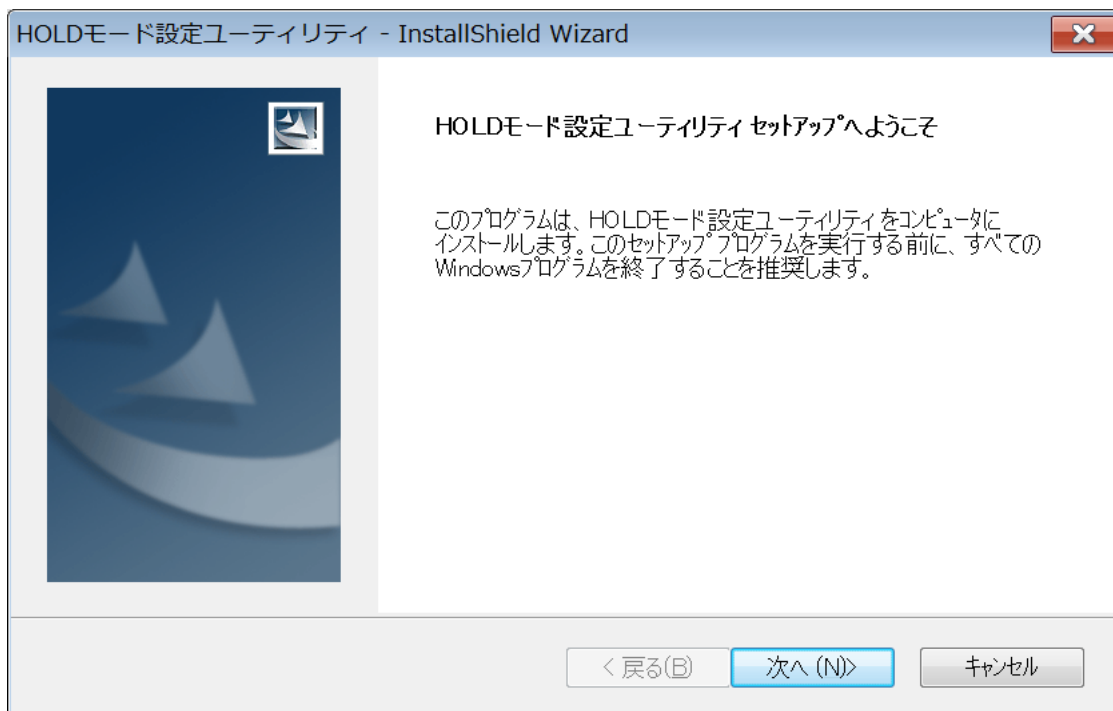 HOLDモード設定ユーティリティ - InstallShield Wizard
HOLDモード設定ユーティリティ セットアップへようこそ
このプログラムは、HOLDモード設定ユーティリティをコンピュータに
インストールします。このセットアップ プログラムを実行する前に、すべての
Windowsプログラムを終了することを推奨します。
< 戻る(B)
次へ (N)>
キャンセル